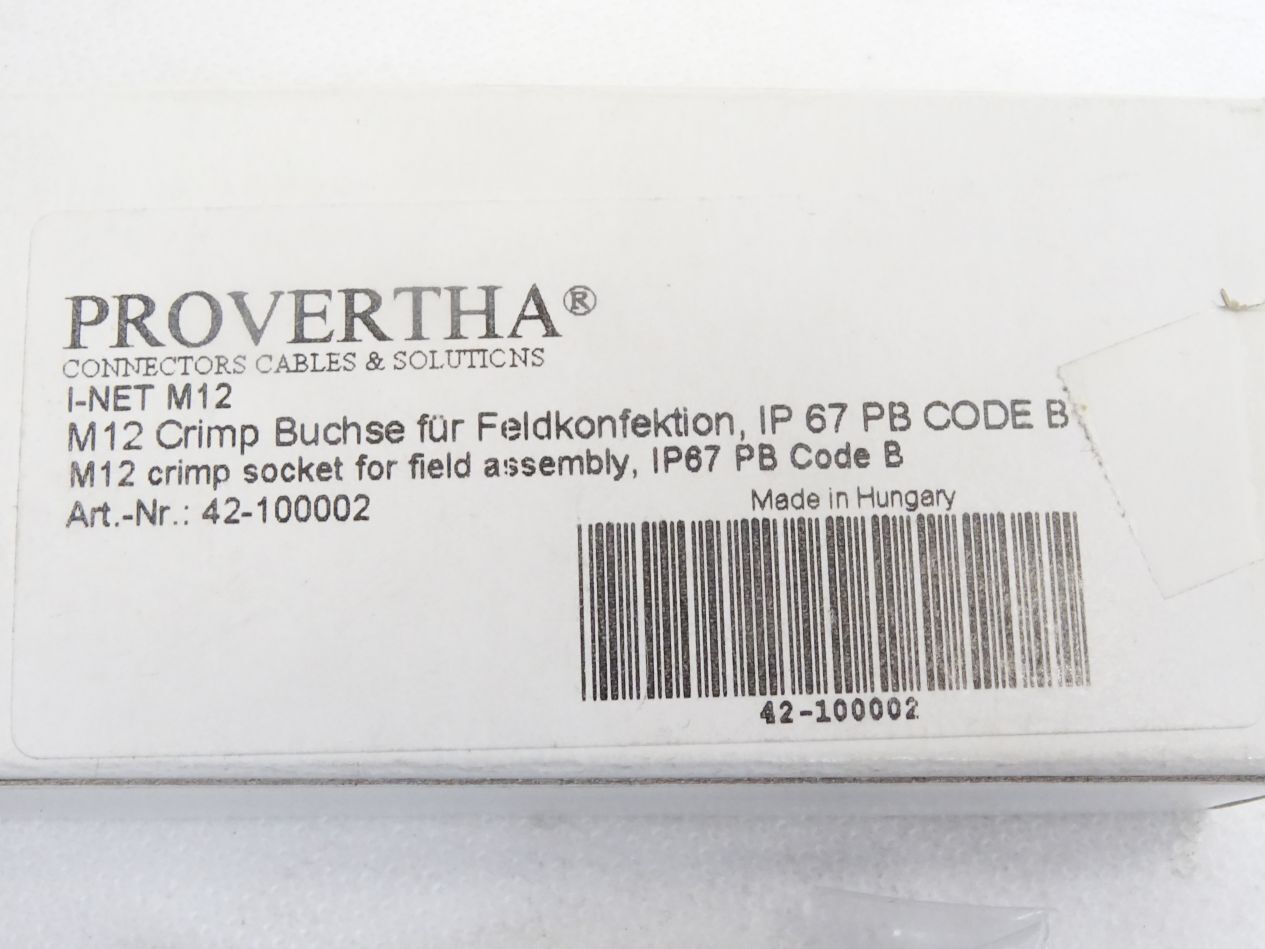 PROVERTHA®
CONNECTORS CABLES & SOLUTIONS
I-NET M12
M12 Crimp Buchse für Feldkonfektion, IP 67 PB CODE B
M12 crimp socket for field assembly, IP67 PB Code B
Art.-Nr.: 42-100002
Made in Hungary
42-100002